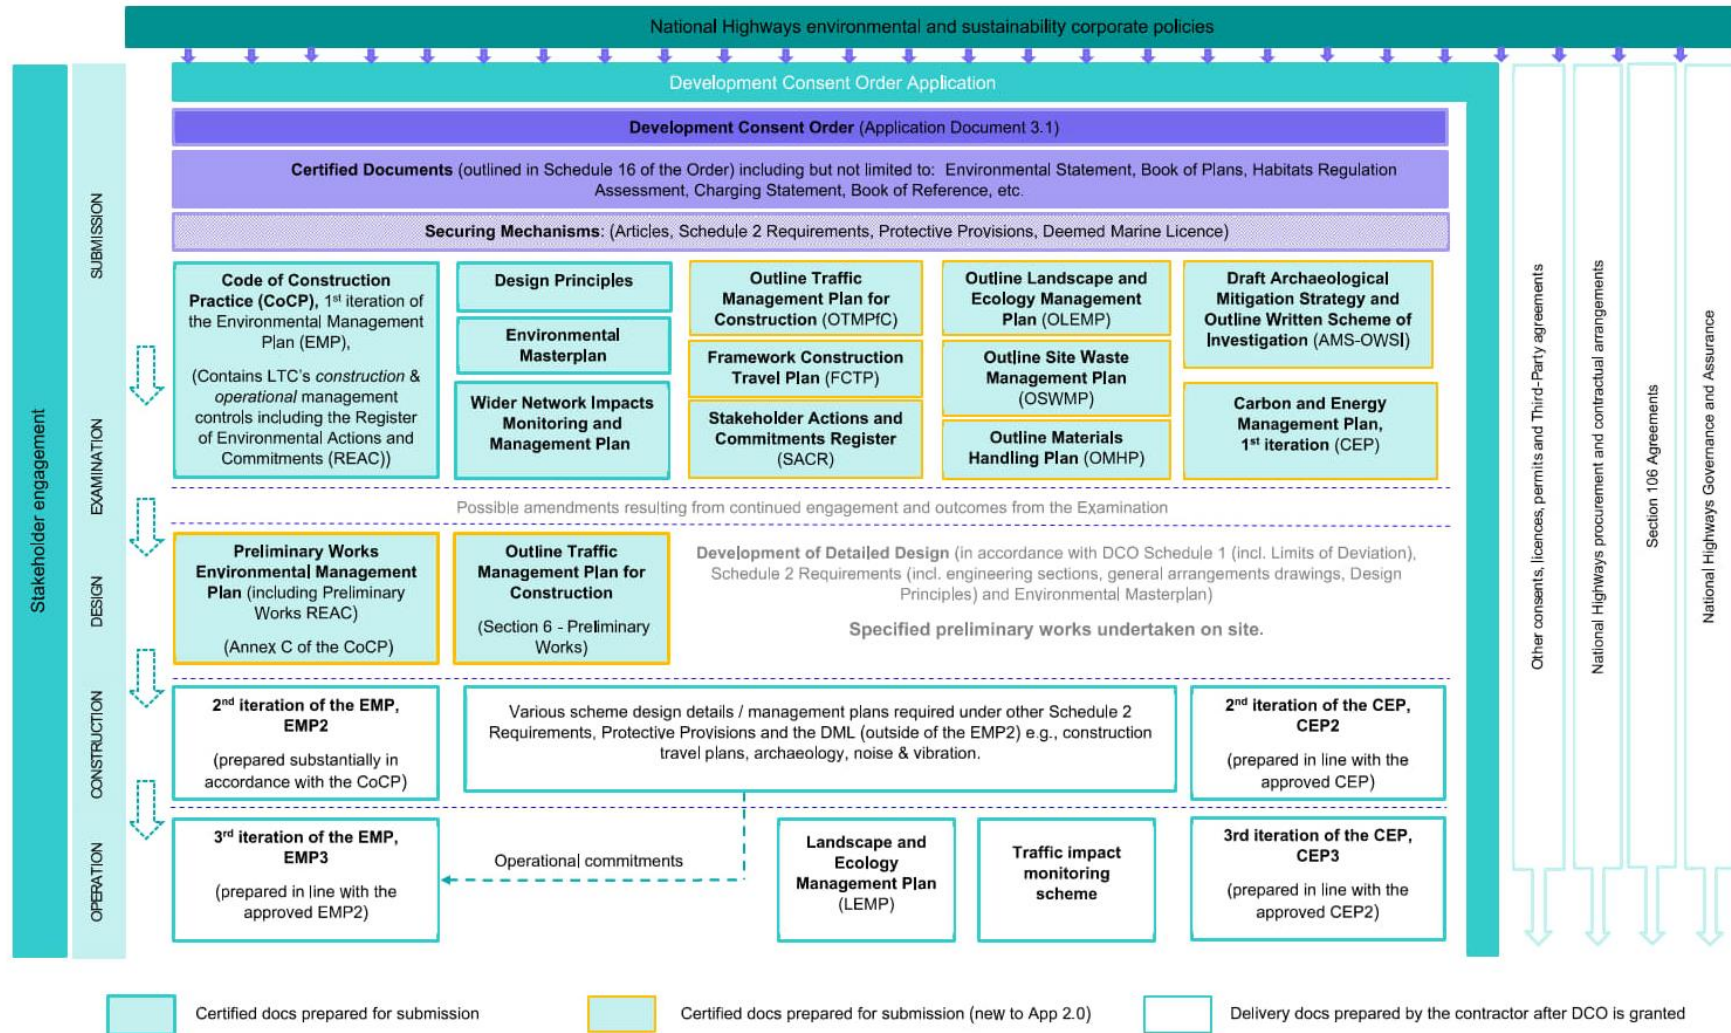 National Highways environmental and sustainability corporate policies
Development Consent Order Application
Development Consent Order (Application Document 3.1)
Certified Documents (outlined in Schedule 16 of the Order) including but not limited to: Environmental Statement, Book of Plans, Habitats Regulation
Assessment, Charging Statement, Book of Reference, etc.
Securing Mechanisms: (Articles, Schedule 2 Requirements, Protective Provisions, Deemed Marine Licence)
Stakeholder engagement
SUBMISSION
EXAMINATION
DESIGN
CONSTRUCTION
OPERATION
Code of Construction
Practice (CoCP), 1st iteration of
the Environmental Management
Plan (EMP),
(Contains LTC's construction &
operational management
controls including the Register
of Environmental Actions and
Commitments (REAC))
Design Principles
Environmental
Masterplan
Wider Network Impacts
Monitoring and
Management Plan
Outline Traffic
Management Plan for
Construction (OTMPfC)
Framework Construction
Travel Plan (FCTP)
Stakeholder Actions and
Commitments Register
(SACR)
Outline Landscape and
Ecology Management
Plan (OLEMP)
Outline Site Waste
Management Plan
(OSWMP)
Outline Materials
Handling Plan (OMHP)
Draft Archaeological
Mitigation Strategy and
Outline Written Scheme of
Investigation (AMS-OWSI)
Carbon and Energy
Management Plan,
1st iteration (CEP)
Possible amendments resulting from continued engagement and outcomes from the Examination
Preliminary Works
Environmental Management
Plan (including Preliminary
Works REAC)
(Annex C of the CoCP)
Outline Traffic
Management Plan for
Construction
(Section 6 - Preliminary
Works)
Development of Detailed Design (in accordance with DCO Schedule 1 (incl. Limits of Deviation),
Schedule 2 Requirements (incl. engineering sections, general arrangements drawings, Design
Principles) and Environmental Masterplan)
Specified preliminary works undertaken on site.
2nd iteration of the EMP,
EMP2
(prepared substantially in
accordance with the CoCP)
Various scheme design details / management plans required under other Schedule 2
Requirements, Protective Provisions and the DML (outside of the EMP2) e.g., construction
travel plans, archaeology, noise & vibration.
2nd iteration of the CEP,
CEP2
(prepared in line with the
approved CEP)
3rd iteration of the EMP,
EMP3
(prepared in line with the
approved EMP2)
Operational commitments
Landscape and
Ecology
Management Plan
(LEMP)
Traffic impact
monitoring
scheme
3rd iteration of the CEP,
CEP3
(prepared in line with the
approved CEP2)
Other consents, licences, permits and Third-Party agreements
National Highways procurement and contractual arrangements
Section 106 Agreements
National Highways Governance and Assurance
Certified docs prepared for submission
Certified docs prepared for submission (new to App 2.0)
Delivery docs prepared by the contractor after DCO is granted